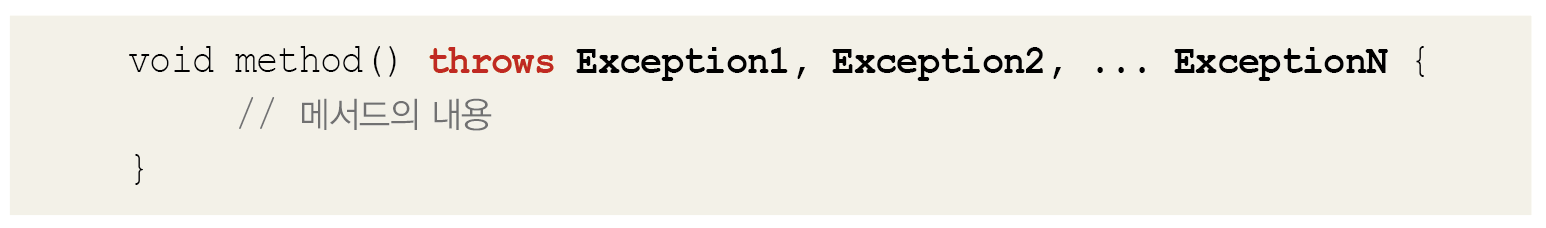 void method() throws Exception1, Exception2, ... ExceptionN {
// 메서드의 내용
}